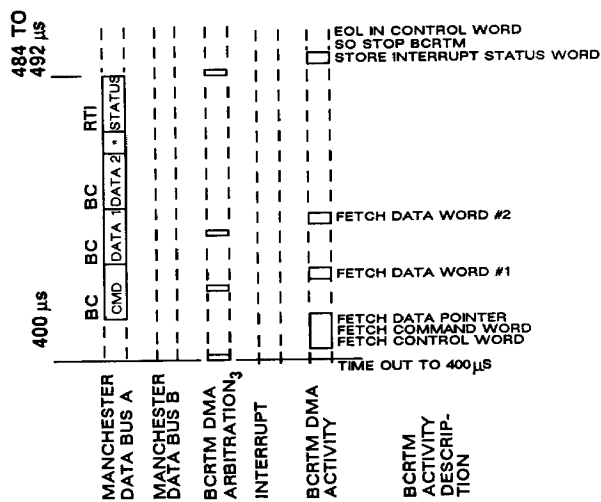 484 TO
492 µs
EOL IN CONTROL WORD
SO STOP BCRTM
STORE INTERRUPT STATUS WORD
RTI
STATUS
*
BC
DATA 2
FETCH DATA WORD #2
BC
DATA 1
FETCH DATA WORD #1
BC
CMD
FETCH DATA POINTER
FETCH COMMAND WORD
FETCH CONTROL WORD
400 µs
TIME OUT TO 400 µS
MANCHESTER
DATA BUS A
MANCHESTER
DATA BUS B
BCRTM DMA
ARBITRATION3
INTERRUPT
BCRTM DMA
ACTIVITY
BCRTM
ACTIVITY
DESCRIP-
TION